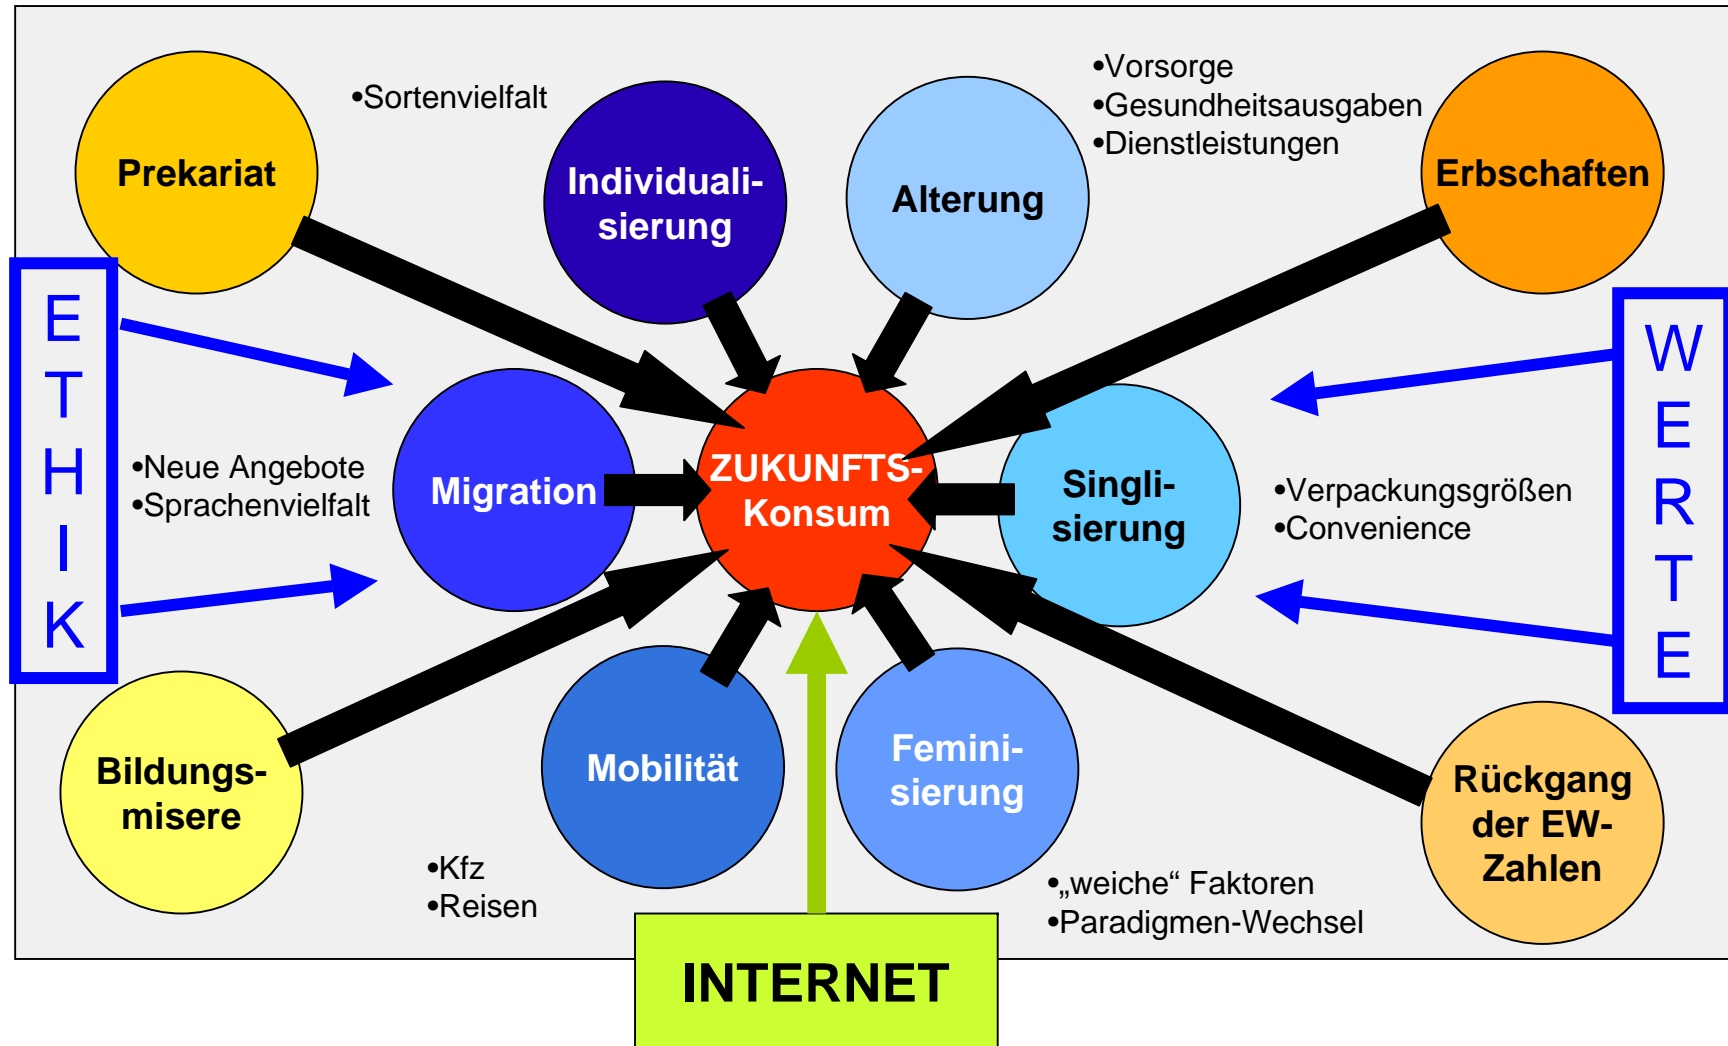 Prekariat
•Sortenvielfalt
Individuali-
sierung
Alterung
•Vorsorge
•Gesundheitsausgaben
•Dienstleistungen
Erbschaften
E
T
H
I
K
•Neue Angebote
•Sprachenvielfalt
Migration
ZUKUNFTS-
Konsum
Singli-
sierung
•Verpackungsgrößen
•Convenience
W
E
R
T
E
Bildungs-
misere
•Kfz
•Reisen
Mobilität
Femini-
sierung
•„weiche“ Faktoren
•Paradigmen-Wechsel
Rückgang
der EW-
Zahlen
INTERNET